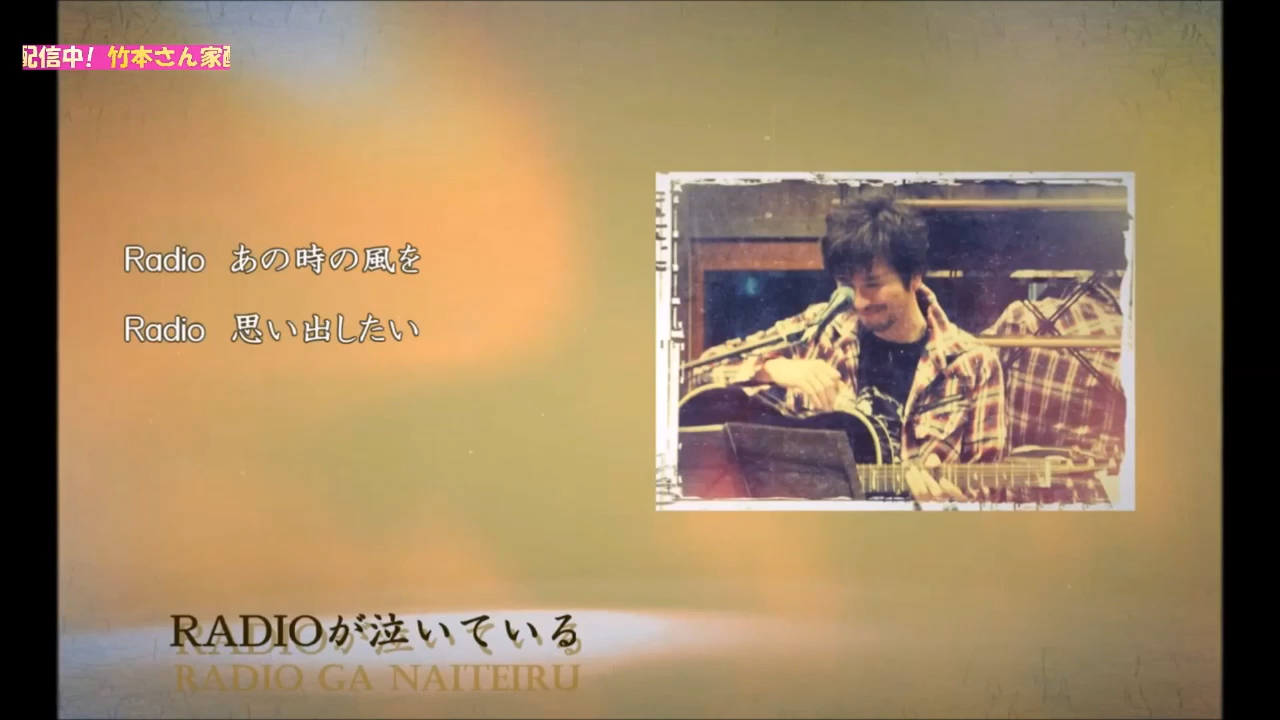 配信中! 竹本さん家配
Radio あの時の風を
Radio 思い出したい
RADIOが泣いている
RADIO GA NAITEIRU